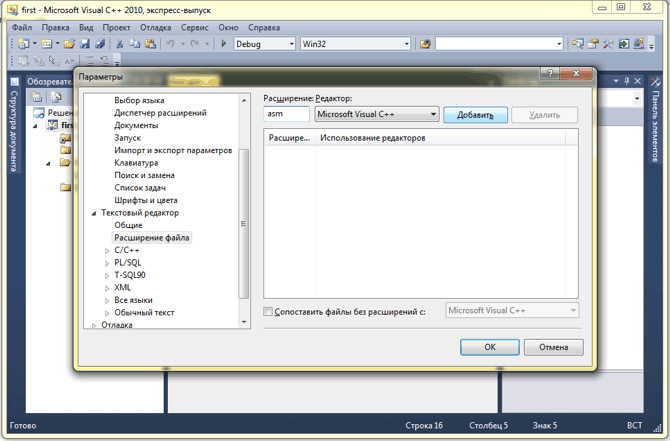 first - Microsoft Visual C++ 2010, экспресс-выпуск
Файл Правка Вид Проект Отладка Сервис Окно Справка
Debug Win32
Параметры
Обозреват
Структура документа
Решен
firs
Панель элементов
Выбор языка
Диспетчер расширений
Документы
Запуск
Импорт и экспорт параметров
Клавиатура
Поиск и замена
Список задач
Шрифты и цвета
Текстовый редактор
Общие
Расширение файла
C/C++
PL/SQL
T-SQL90
XML
Все языки
Обычный текст
Отладка
Расширение: Редактор:
asm Microsoft Visual C++ Добавить Удалить
Расшире... Использование редакторов
Сопоставить файлы без расширений с: Microsoft Visual C++
ОК Отмена
Готово Строка 16 Столбец 5 Знак 5 ВСТ